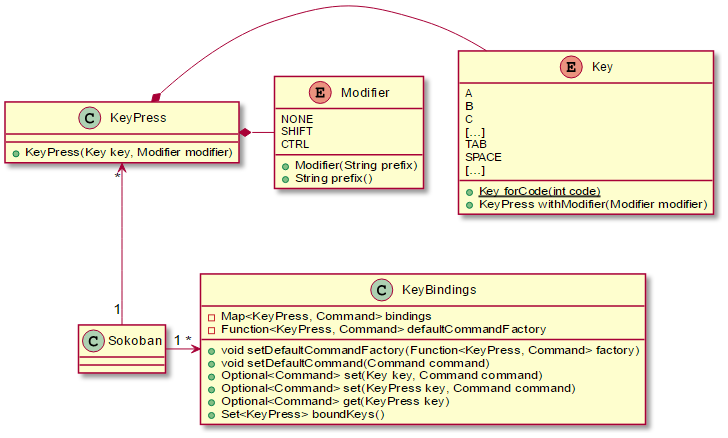 C KeyPress
KeyPress(Key key, Modifier modifier)
E Modifier
NONE
SHIFT
CTRL
Modifier(String prefix)
String prefix()
E Key
A
B
C
[...]
TAB
SPACE
[...]
Key forCode(int code)
KeyPress withModifier(Modifier modifier)
*
1
C Sokoban
1 *
C KeyBindings
Map<KeyPress, Command> bindings
Function<KeyPress, Command> defaultCommandFactory
void setDefaultCommandFactory(Function<KeyPress, Command> factory)
void setDefaultCommand(Command command)
Optional<Command> set(Key key, Command command)
Optional<Command> set(KeyPress key, Command command)
Optional<Command> get(KeyPress key)
Set<KeyPress> boundKeys()